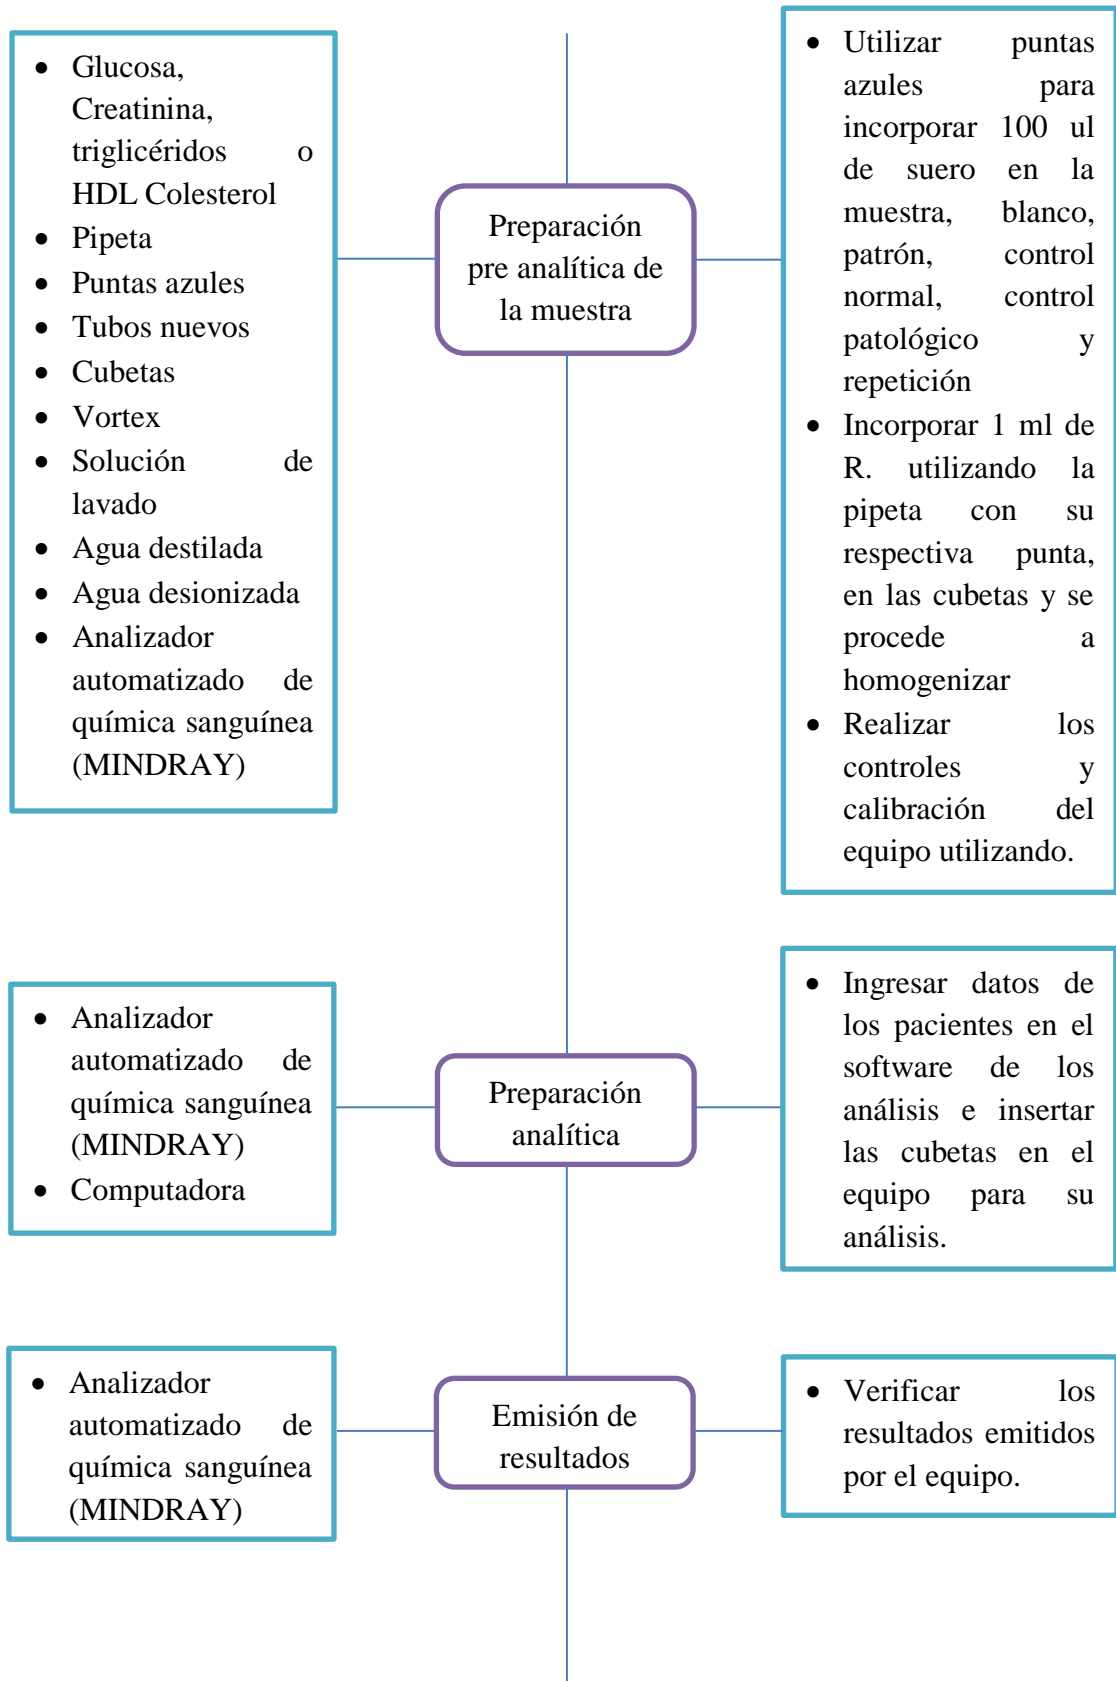 • Glucosa,
Creatinina,
triglicéridos o
HDL Colesterol
• Pipeta
• Puntas azules
• Tubos nuevos
• Cubetas
• Vortex
• Solución de
lavado
• Agua destilada
• Agua desionizada
• Analizador
automatizado de
química sanguínea
(MINDRAY)
Preparación
pre analítica de
la muestra
• Utilizar puntas
azules para
incorporar 100 ul
de suero en la
muestra, blanco,
patrón, control
normal, control
patológico y
repetición
• Incorporar 1 ml de
R. utilizando la
pipeta con su
respectiva punta,
en las cubetas y se
procede a
homogenizar
• Realizar los
controles y
calibración del
equipo utilizando.
• Analizador
automatizado de
química sanguínea
(MINDRAY)
• Computadora
Preparación
analítica
• Ingresar datos de
los pacientes en el
software de los
análisis e insertar
las cubetas en el
equipo para su
análisis.
• Analizador
automatizado de
química sanguínea
(MINDRAY)
Emisión de
resultados
• Verificar los
resultados emitidos
por el equipo.